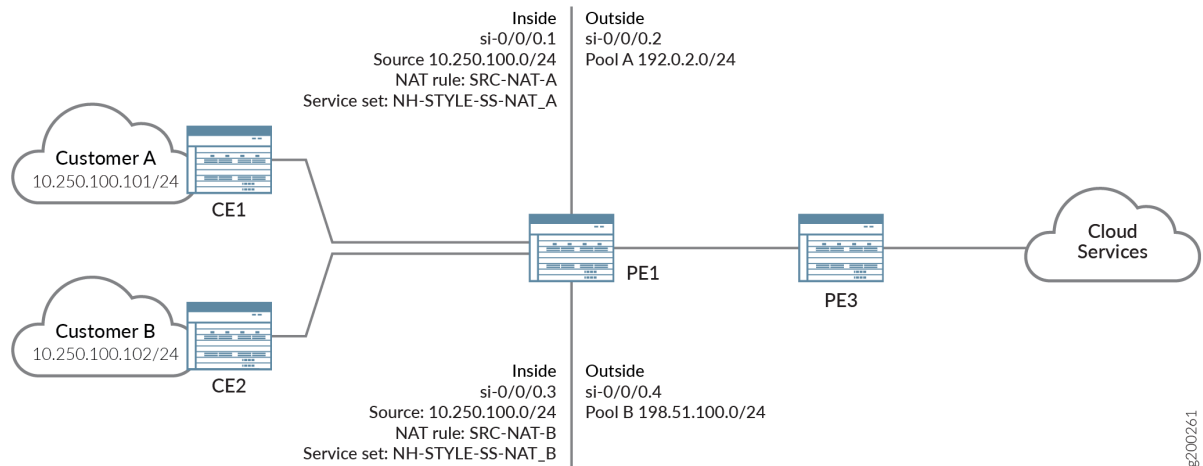 Inside
si-0/0/0.1
Source 10.250.100.0/24
NAT rule: SRC-NAT-A
Service set: NH-STYLE-SS-NAT_A
Outside
si-0/0/0.2
Pool A 192.0.2.0/24
Customer A
10.250.100.101/24
CE1
Customer B
10.250.100.102/24
CE2
PE1
PE3
Cloud
Services
Inside
si-0/0/0.3
Source: 10.250.100.0/24
NAT rule: SRC-NAT-B
Service set: NH-STYLE-SS-NAT_B
Outside
si-0/0/0.4
Pool B 198.51.100.0/24
g200261